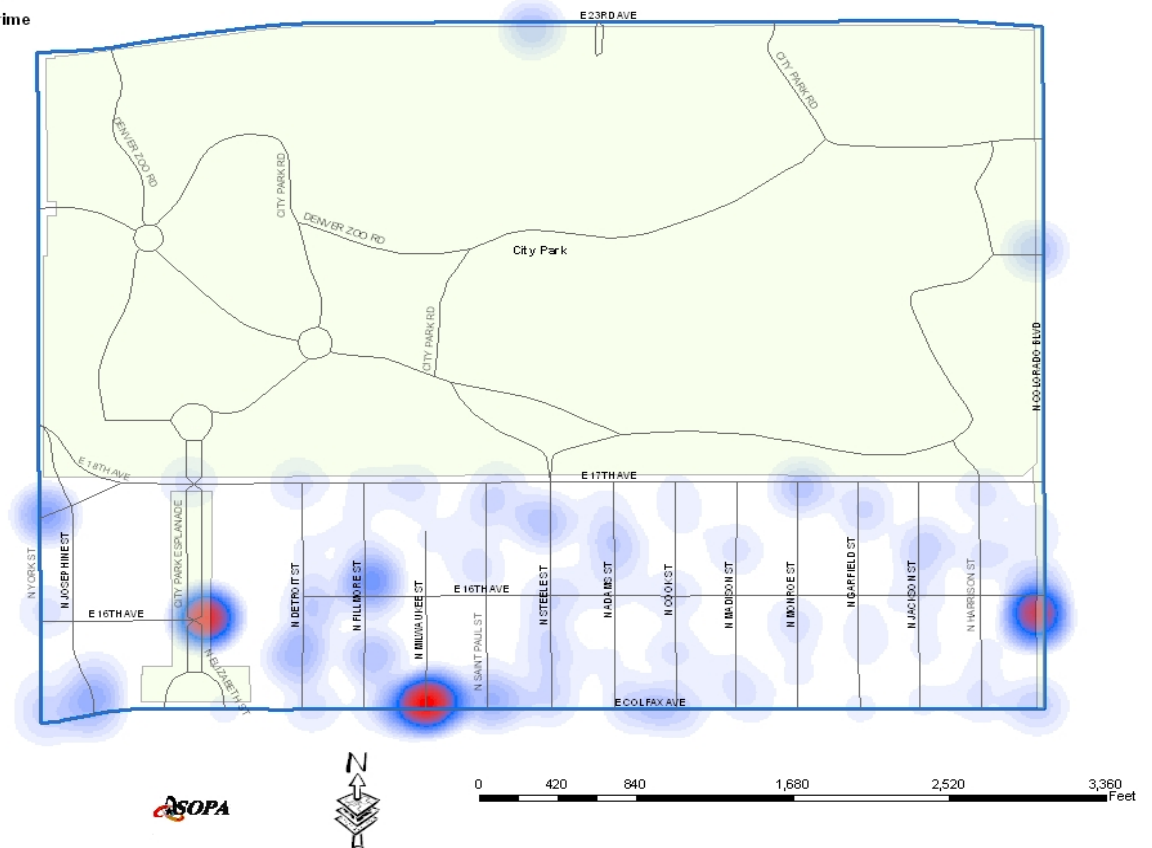 ime
E 23RD AVE
CITY PARK RD
DENVER ZOO RD
CITY PARK RD
DENVER ZOO RD
City Park
CITY PARK RD
N COLORADO BLVD
E 18TH AVE
E 17TH AVE
N YORK ST
N JOSEPHINE ST
CITY PARK ESPLANADE
N DETROIT ST
N FILLMORE ST
N MILWAUKEE ST
E 16TH AVE
N SAINT PAUL ST
N STEELE ST
N ADAMS ST
N COOK ST
N MADISON ST
N MONROE ST
N GARFIELD ST
N JACKSON ST
N HARRISON ST
E 16TH AVE
N ELIZABETH ST
E COLFAX AVE
N
SOPA
0 420 840 1,680 2,520 3,360
Feet